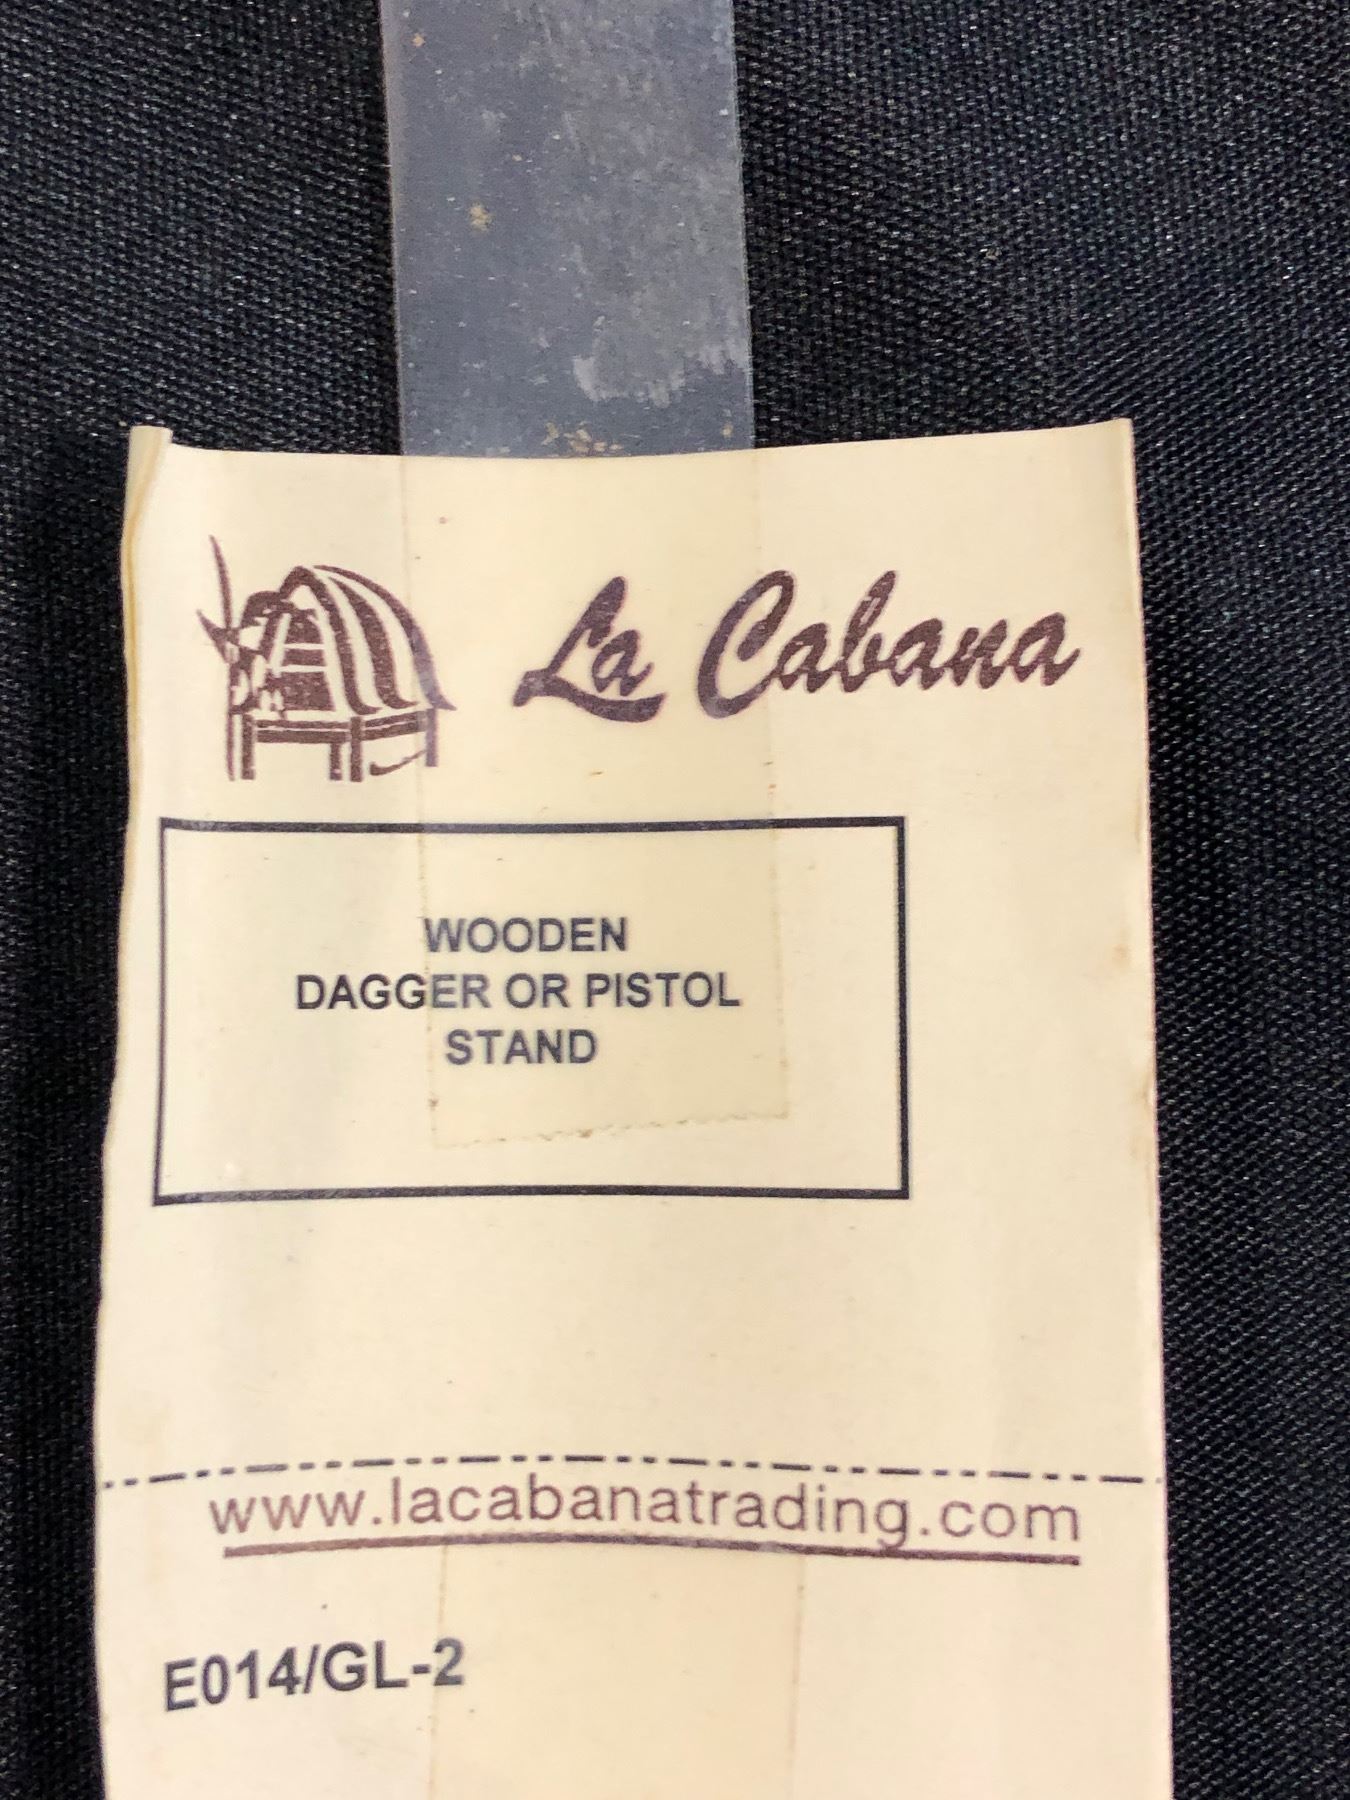 La Cabana
WOODEN
DAGGER OR PISTOL
STAND
www.lacabanatrading.com
E014/GL-2